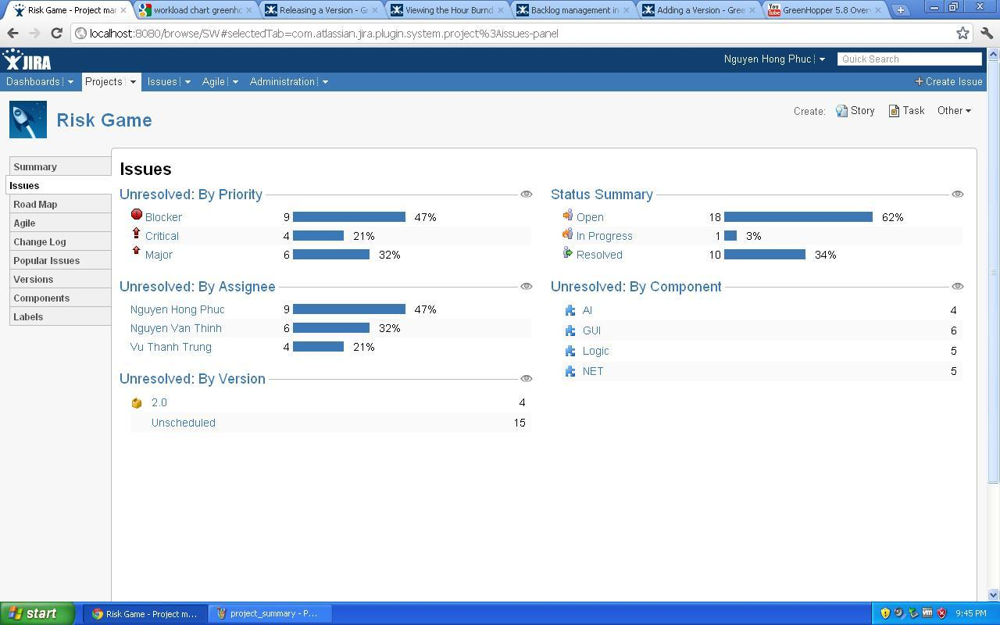 Risk Game - Project mar
workload chart greenho
Releasing a Version - Gr
Viewing the Hour Burnd
Backlog management in
Adding a Version - Gree
You Tube
GreenHopper 5.8 Over
localhost:8080/browse/SW#selectedTab=com.atlassian.jira.plugin.system.project%3Aissues-panel
JIRA
Nguyen Hong Phuc
Quick Search
Dashboards Projects Issues Agile Administration
Create Issue
Risk Game
Create: Story Task Other
Summary
Issues
Road Map
Agile
Change Log
Popular Issues
Versions
Components
Labels
Issues
Unresolved: By Priority
Blocker 9 47%
Critical 4 21%
Major 6 32%
Unresolved: By Assignee
Nguyen Hong Phuc 9 47%
Nguyen Van Thinh 6 32%
Vu Thanh Trung 4 21%
Unresolved: By Version
2.0 4
Unscheduled 15
Status Summary
Open 18 62%
In Progress 1 3%
Resolved 10 34%
Unresolved: By Component
AI 4
GUI 6
Logic 5
NET 5
start
Risk Game - Project m...
project_summary - P...
9:45 PM